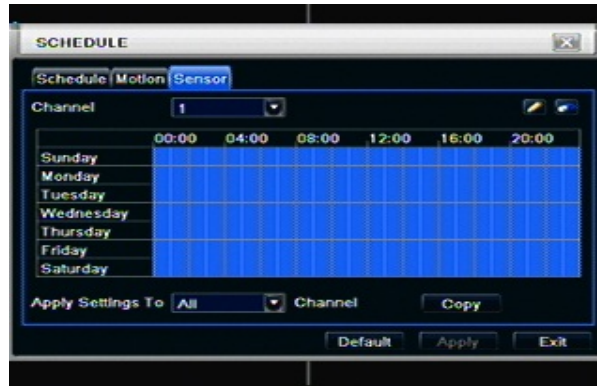 SCHEDULE
Schedule Motion Sensor
Channel 1
00:00 04:00 08:00 12:00 16:00 20:00
Sunday
Monday
Tuesday
Wednesday
Thursday
Friday
Saturday
Apply Settings To All Channel Copy
Default Apply Exit